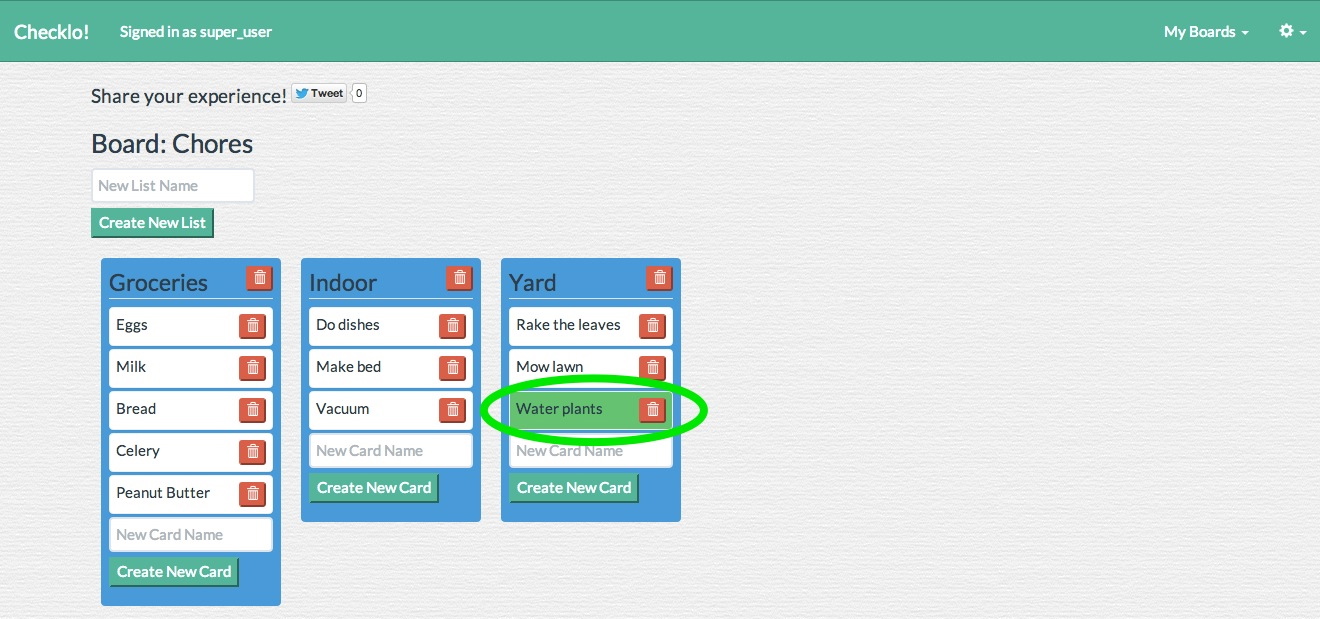 Checklo!
Signed in as super_user
My Boards
Share your experience!
Tweet
0
Board: Chores
New List Name
Create New List
Groceries
Eggs
Milk
Bread
Celery
Peanut Butter
New Card Name
Create New Card
Indoor
Do dishes
Make bed
Vacuum
New Card Name
Create New Card
Yard
Rake the leaves
Mow lawn
Water plants
New Card Name
Create New Card